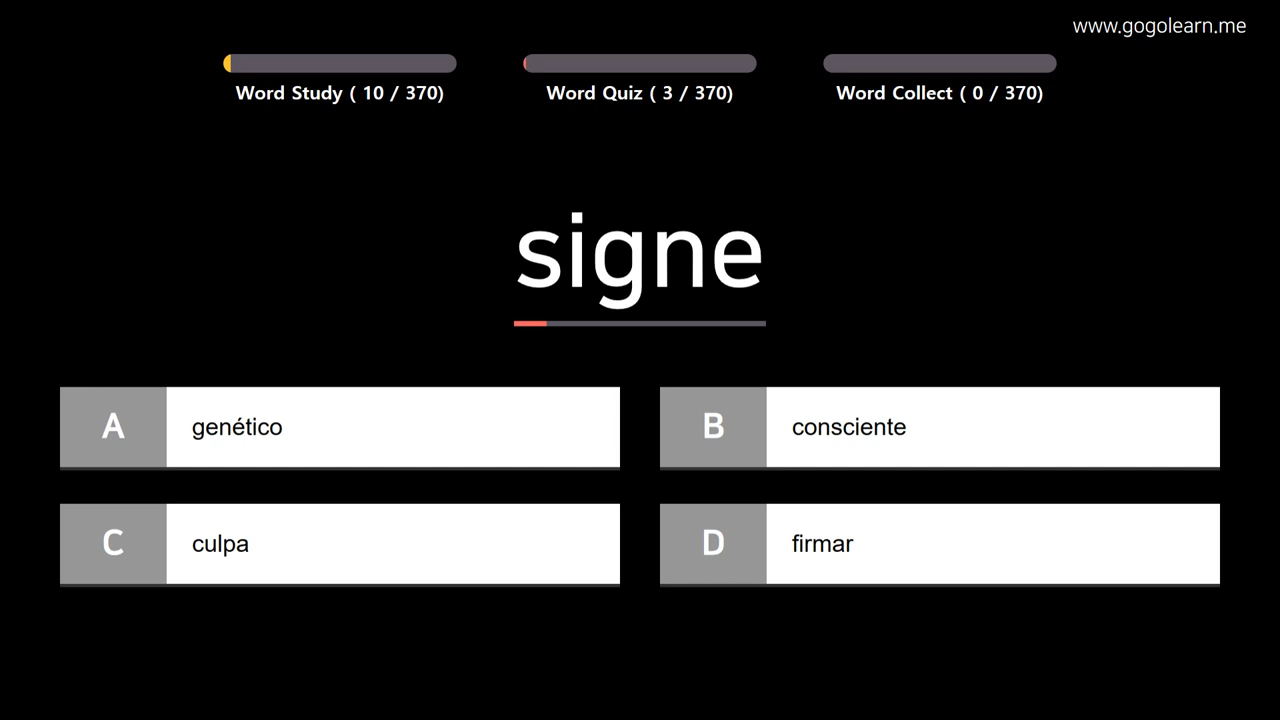 www.gogolearn.me
Word Study ( 10 / 370)
Word Quiz ( 3 / 370)
Word Collect ( 0 / 370)
signe
A genético
B consciente
C culpa
D firmar